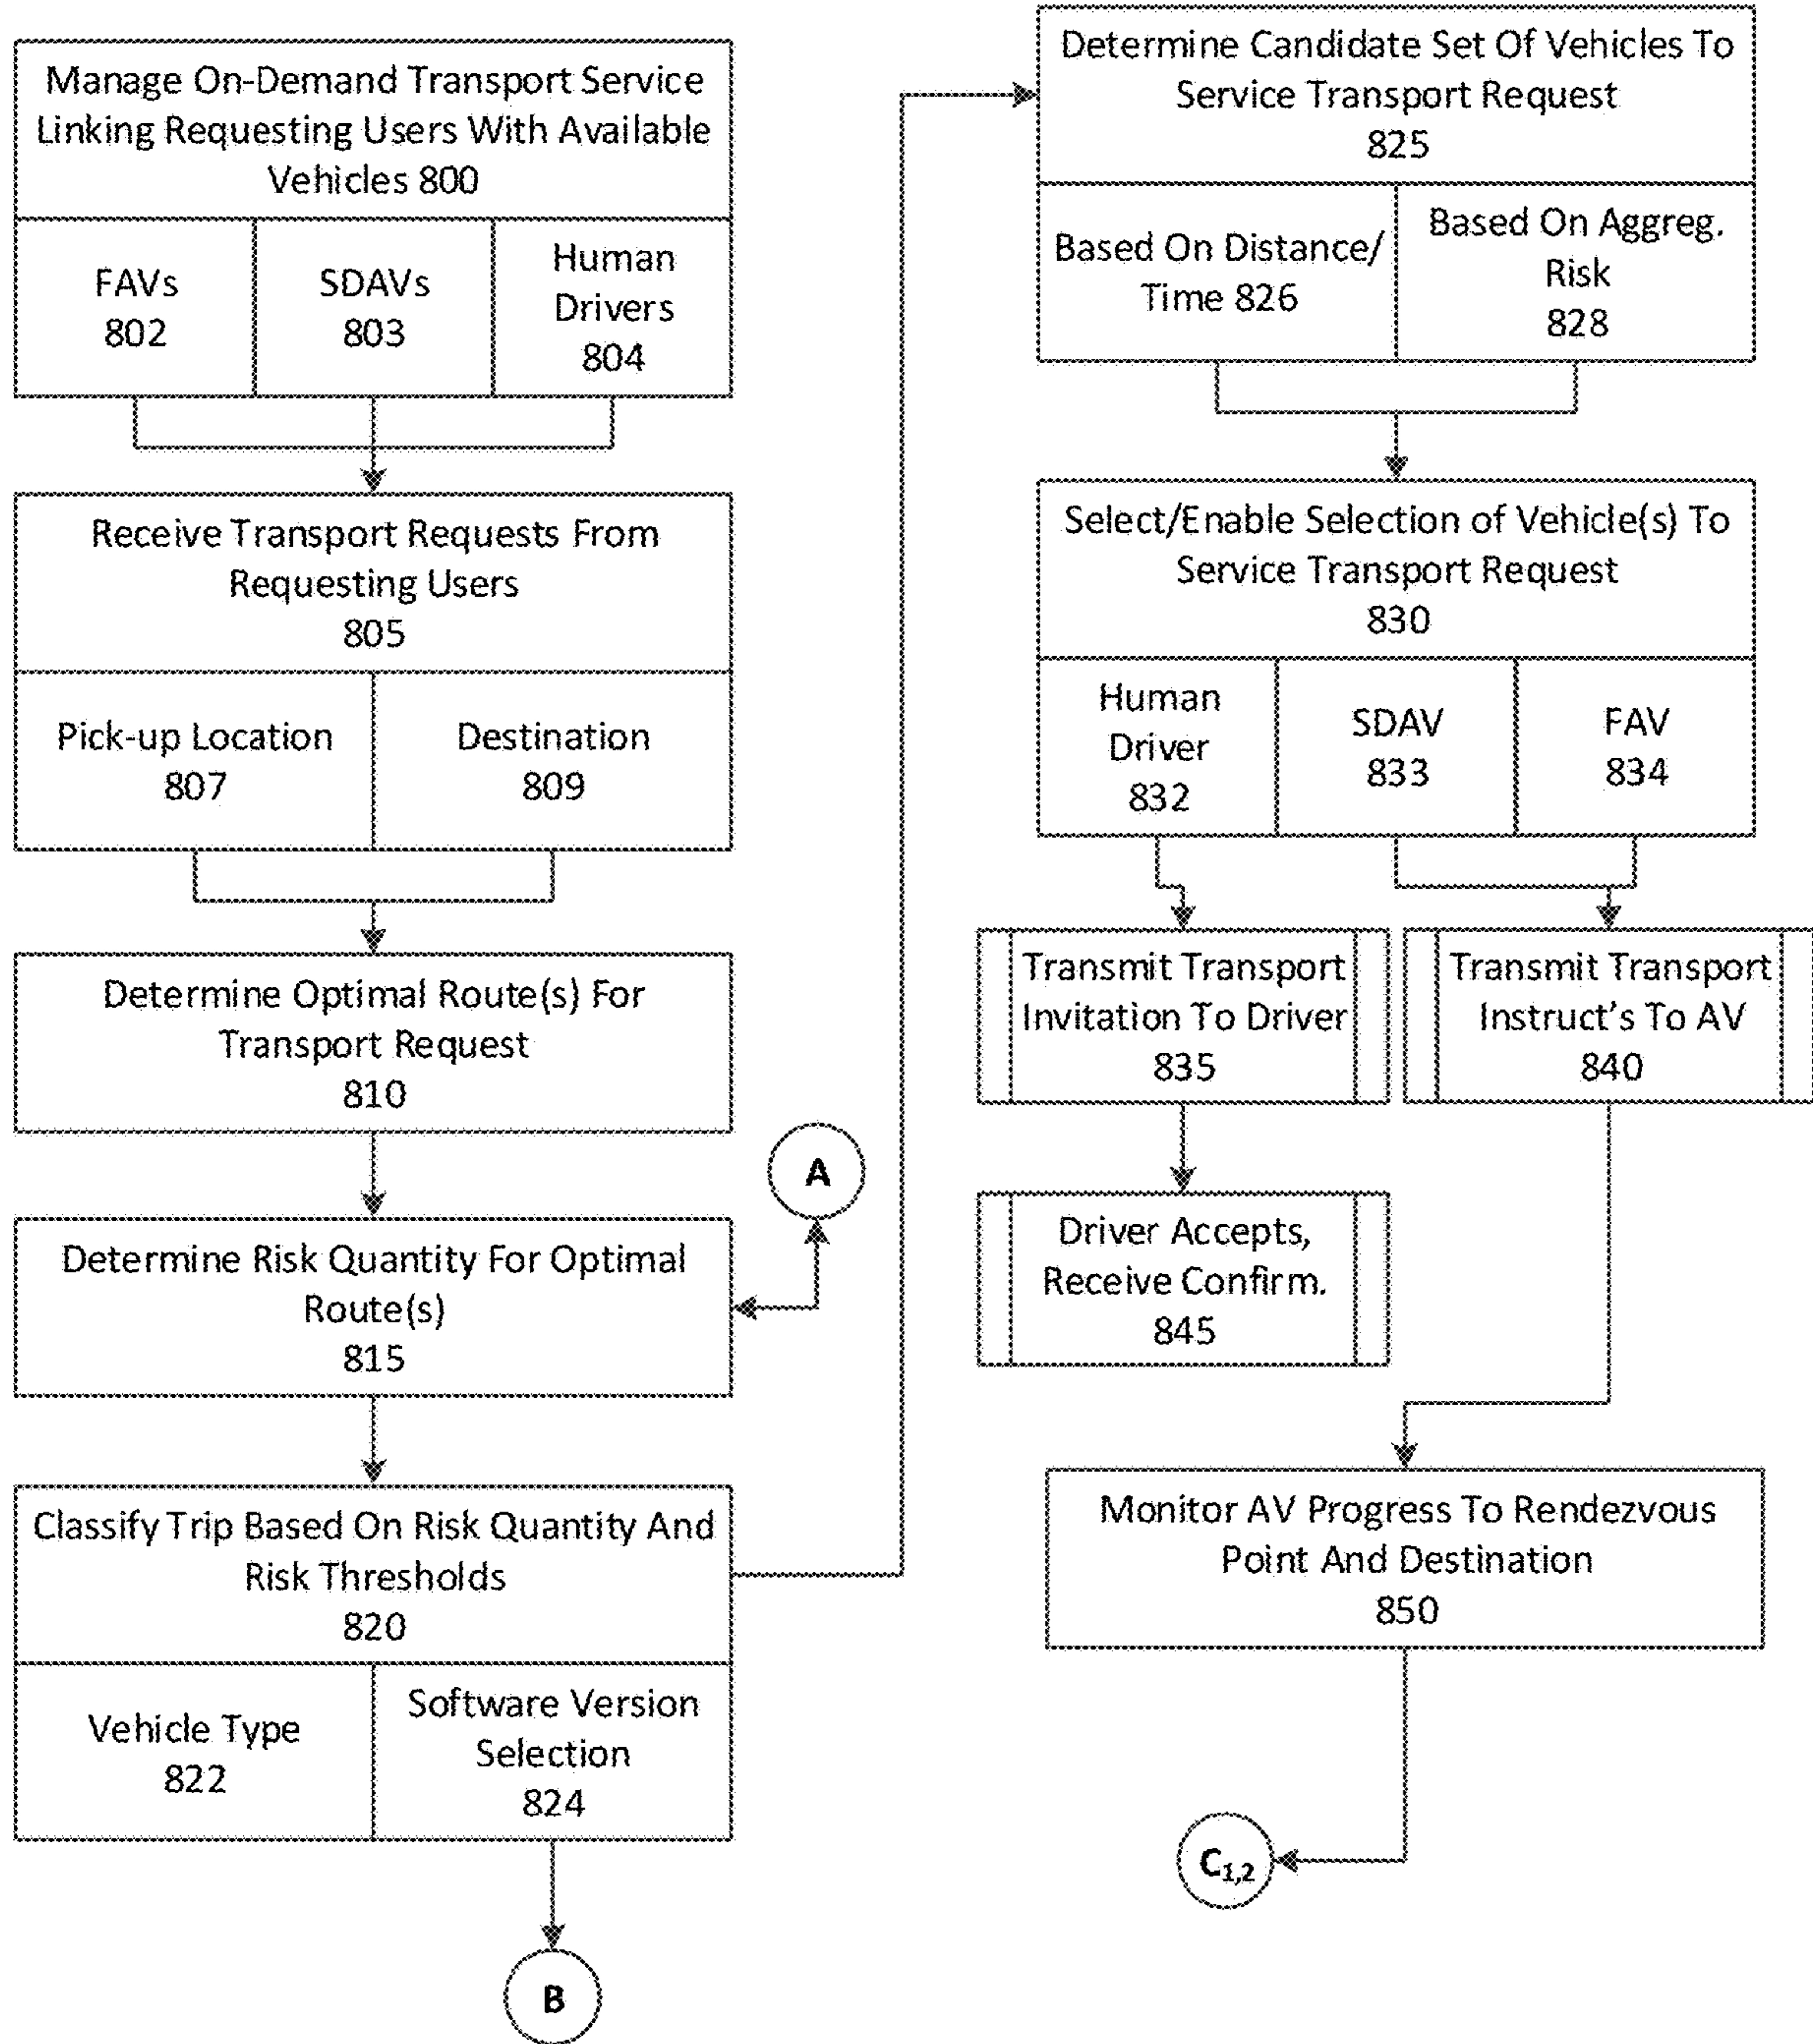 Manage On-Demand Transport Service
Linking Requesting Users With Available
Vehicles 800
FAVs
802
SDAVs
803
Human
Drivers
804
Receive Transport Requests From
Requesting Users
805
Pick-up Location
807
Destination
809
Determine Optimal Route(s) For
Transport Request
810
A
Determine Risk Quantity For Optimal
Route(s)
815
Classify Trip Based On Risk Quantity And
Risk Thresholds
820
Vehicle Type
822
Software Version
Selection
824
B
Determine Candidate Set Of Vehicles To
Service Transport Request
825
Based On Distance/
Time 826
Based On Aggreg.
Risk
828
Select/Enable Selection of Vehicle(s) To
Service Transport Request
830
Human
Driver
832
SDAV
833
FAV
834
Transmit Transport
Invitation To Driver
835
Transmit Transport
Instruct's To AV
840
Driver Accepts,
Receive Confirm.
845
Monitor AV Progress To Rendezvous
Point And Destination
850
C1,2